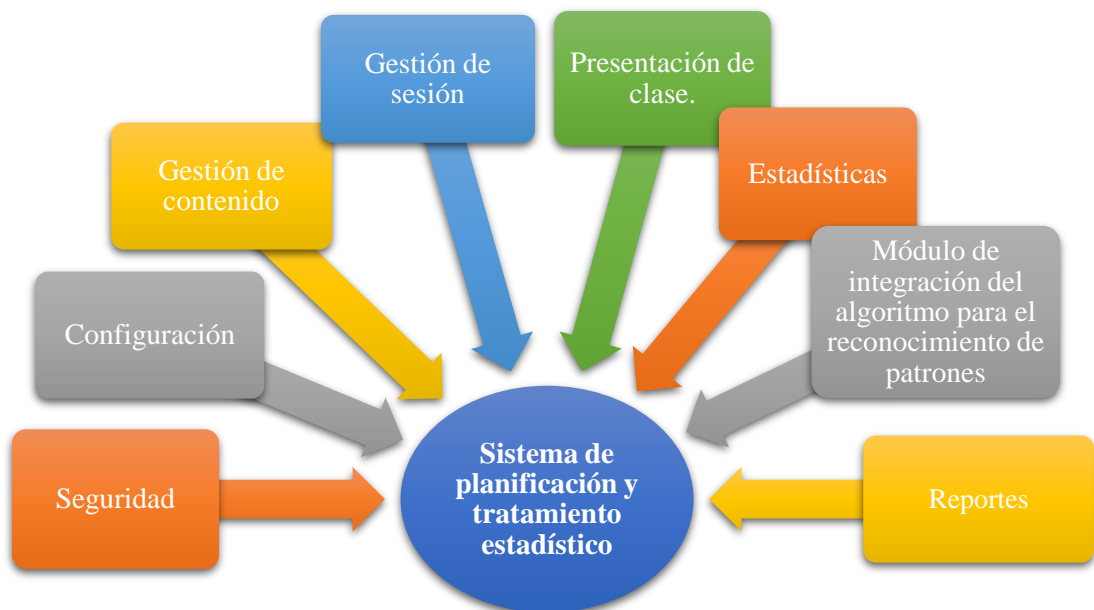 Seguridad
Configuración
Gestión de
contenido
Gestión de
sesión
Presentación de
clase.
Estadísticas
Módulo de
integración del
algoritmo para el
reconocimiento de
patrones
Reportes
Sistema de
planificación y
tratamiento
estadístico